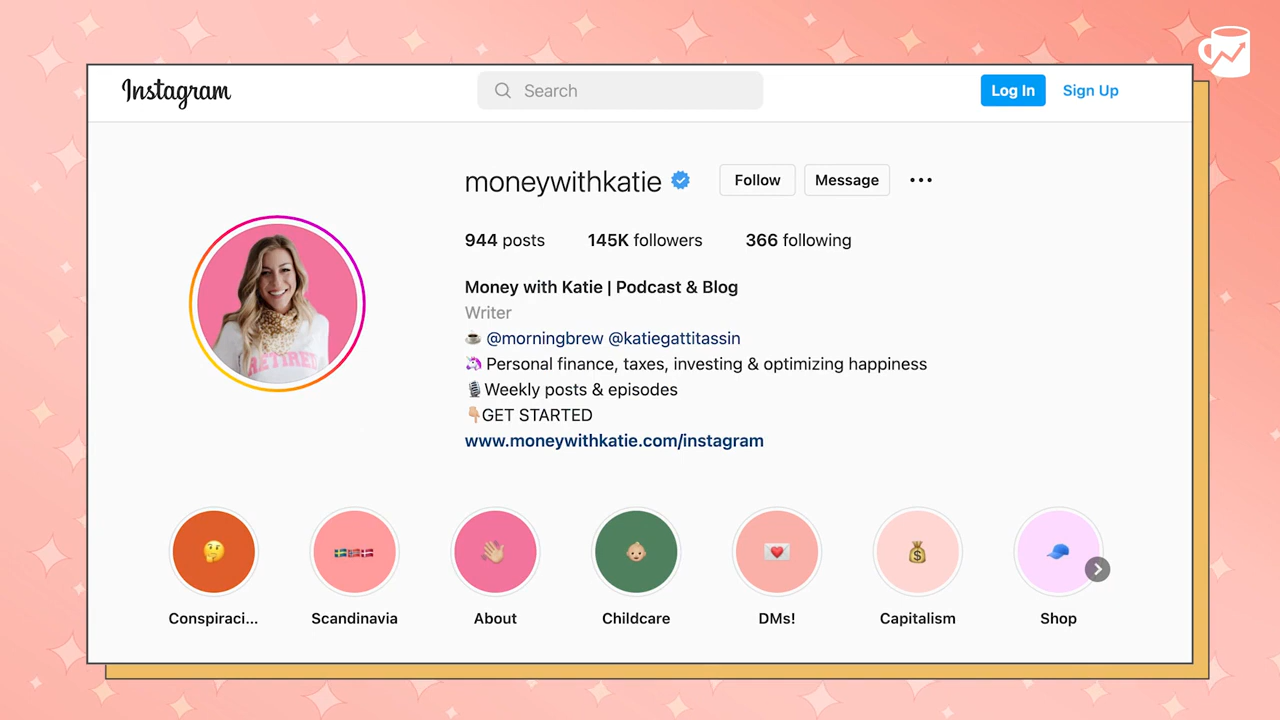 Instagram
Search
Log In
Sign Up
moneywithkatie
Follow
Message
944 posts
145K followers
366 following
Money with Katie | Podcast & Blog
Writer
☕ @morningbrew @katiegattitassin
🦄 Personal finance, taxes, investing & optimizing happiness
🎙️Weekly posts & episodes
👇🏼GET STARTED
www.moneywithkatie.com/instagram
RETIRED
Conspiraci...
Scandinavia
About
Childcare
DMs!
Capitalism
Shop